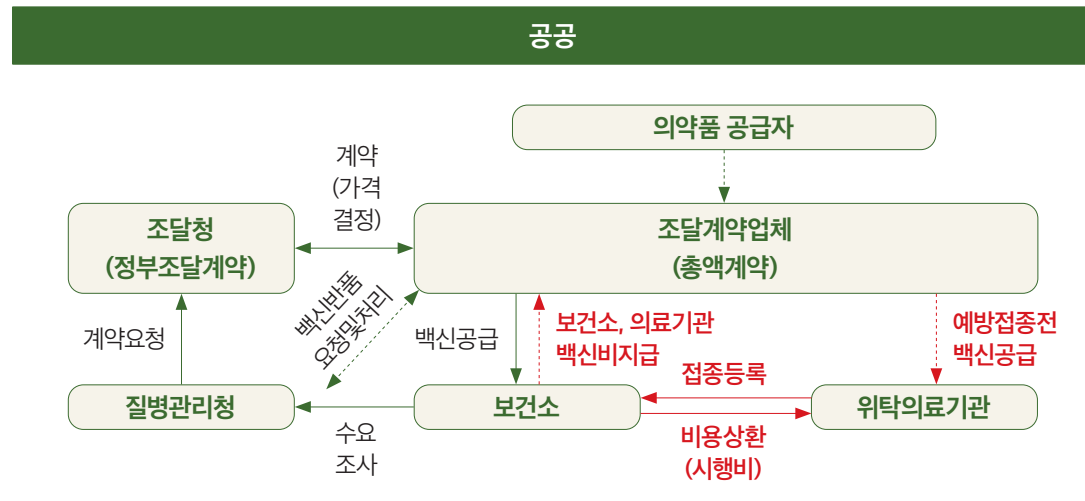 공공
의약품 공급자
계약
(가격
결정)
조달청
(정부조달계약)
조달계약업체
(총액계약)
백신반품
요청및처리
계약요청
백신공급
보건소, 의료기관
백신비지급
예방접종전
백신공급
접종등록
질병관리청
보건소
위탁의료기관
수요
조사
비용상환
(시행비)